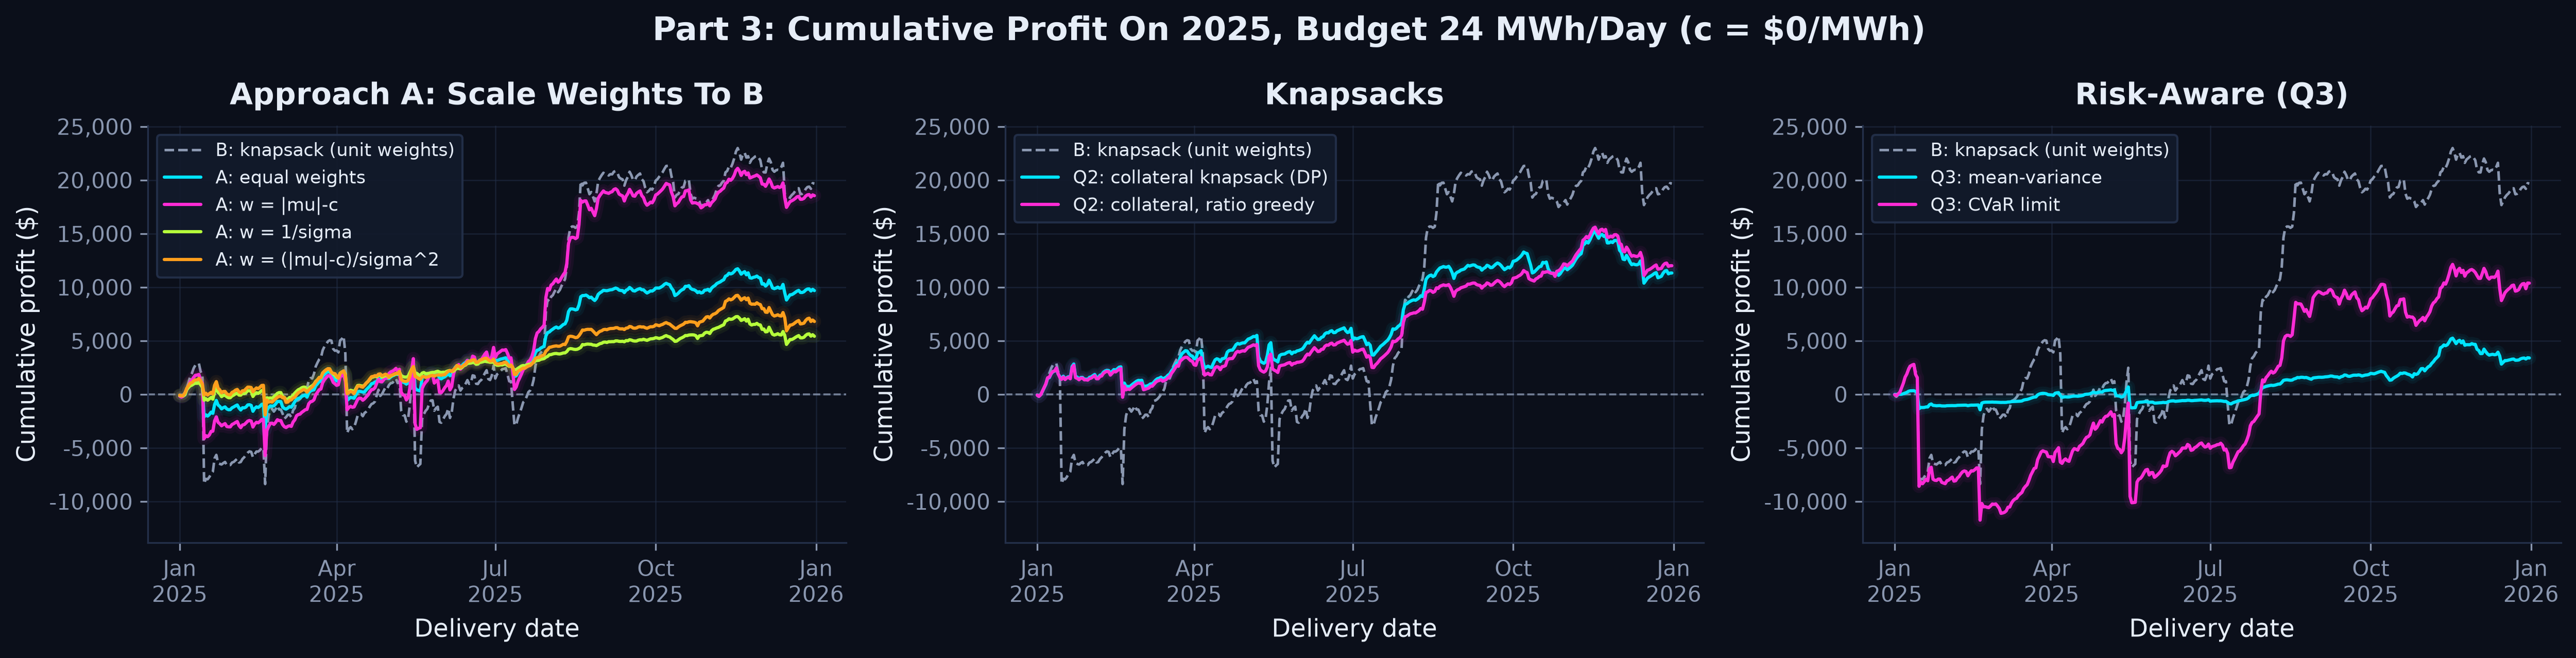 Part 3: Cumulative Profit On 2025, Budget 24 MWh/Day (c = $0/MWh)
Approach A: Scale Weights To B
B: knapsack (unit weights)
A: equal weights
A: w = |mu|-c
A: w = 1/sigma
A: w = (|mu|-c)/sigma^2
Cumulative profit ($)
25,000
20,000
15,000
10,000
5,000
0
-5,000
-10,000
Jan
2025
Apr
2025
Jul
2025
Oct
2025
Jan
2026
Delivery date
Knapsacks
B: knapsack (unit weights)
Q2: collateral knapsack (DP)
Q2: collateral, ratio greedy
Cumulative profit ($)
25,000
20,000
15,000
10,000
5,000
0
-5,000
-10,000
Jan
2025
Apr
2025
Jul
2025
Oct
2025
Jan
2026
Delivery date
Risk-Aware (Q3)
B: knapsack (unit weights)
Q3: mean-variance
Q3: CVaR limit
Cumulative profit ($)
25,000
20,000
15,000
10,000
5,000
0
-5,000
-10,000
Jan
2025
Apr
2025
Jul
2025
Oct
2025
Jan
2026
Delivery date